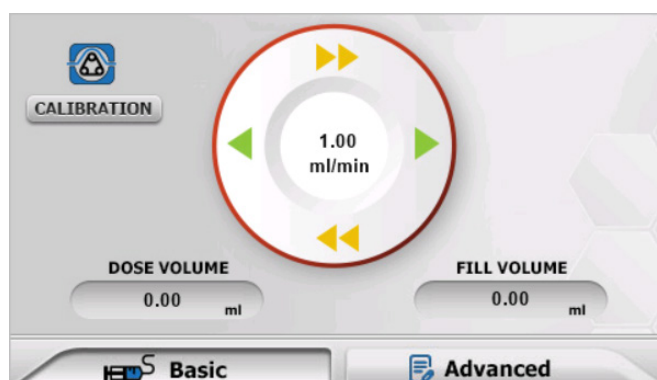 CALIBRATION
1.00
ml/min
DOSE VOLUME
0.00 ml
FILL VOLUME
0.00 ml
S Basic
Advanced